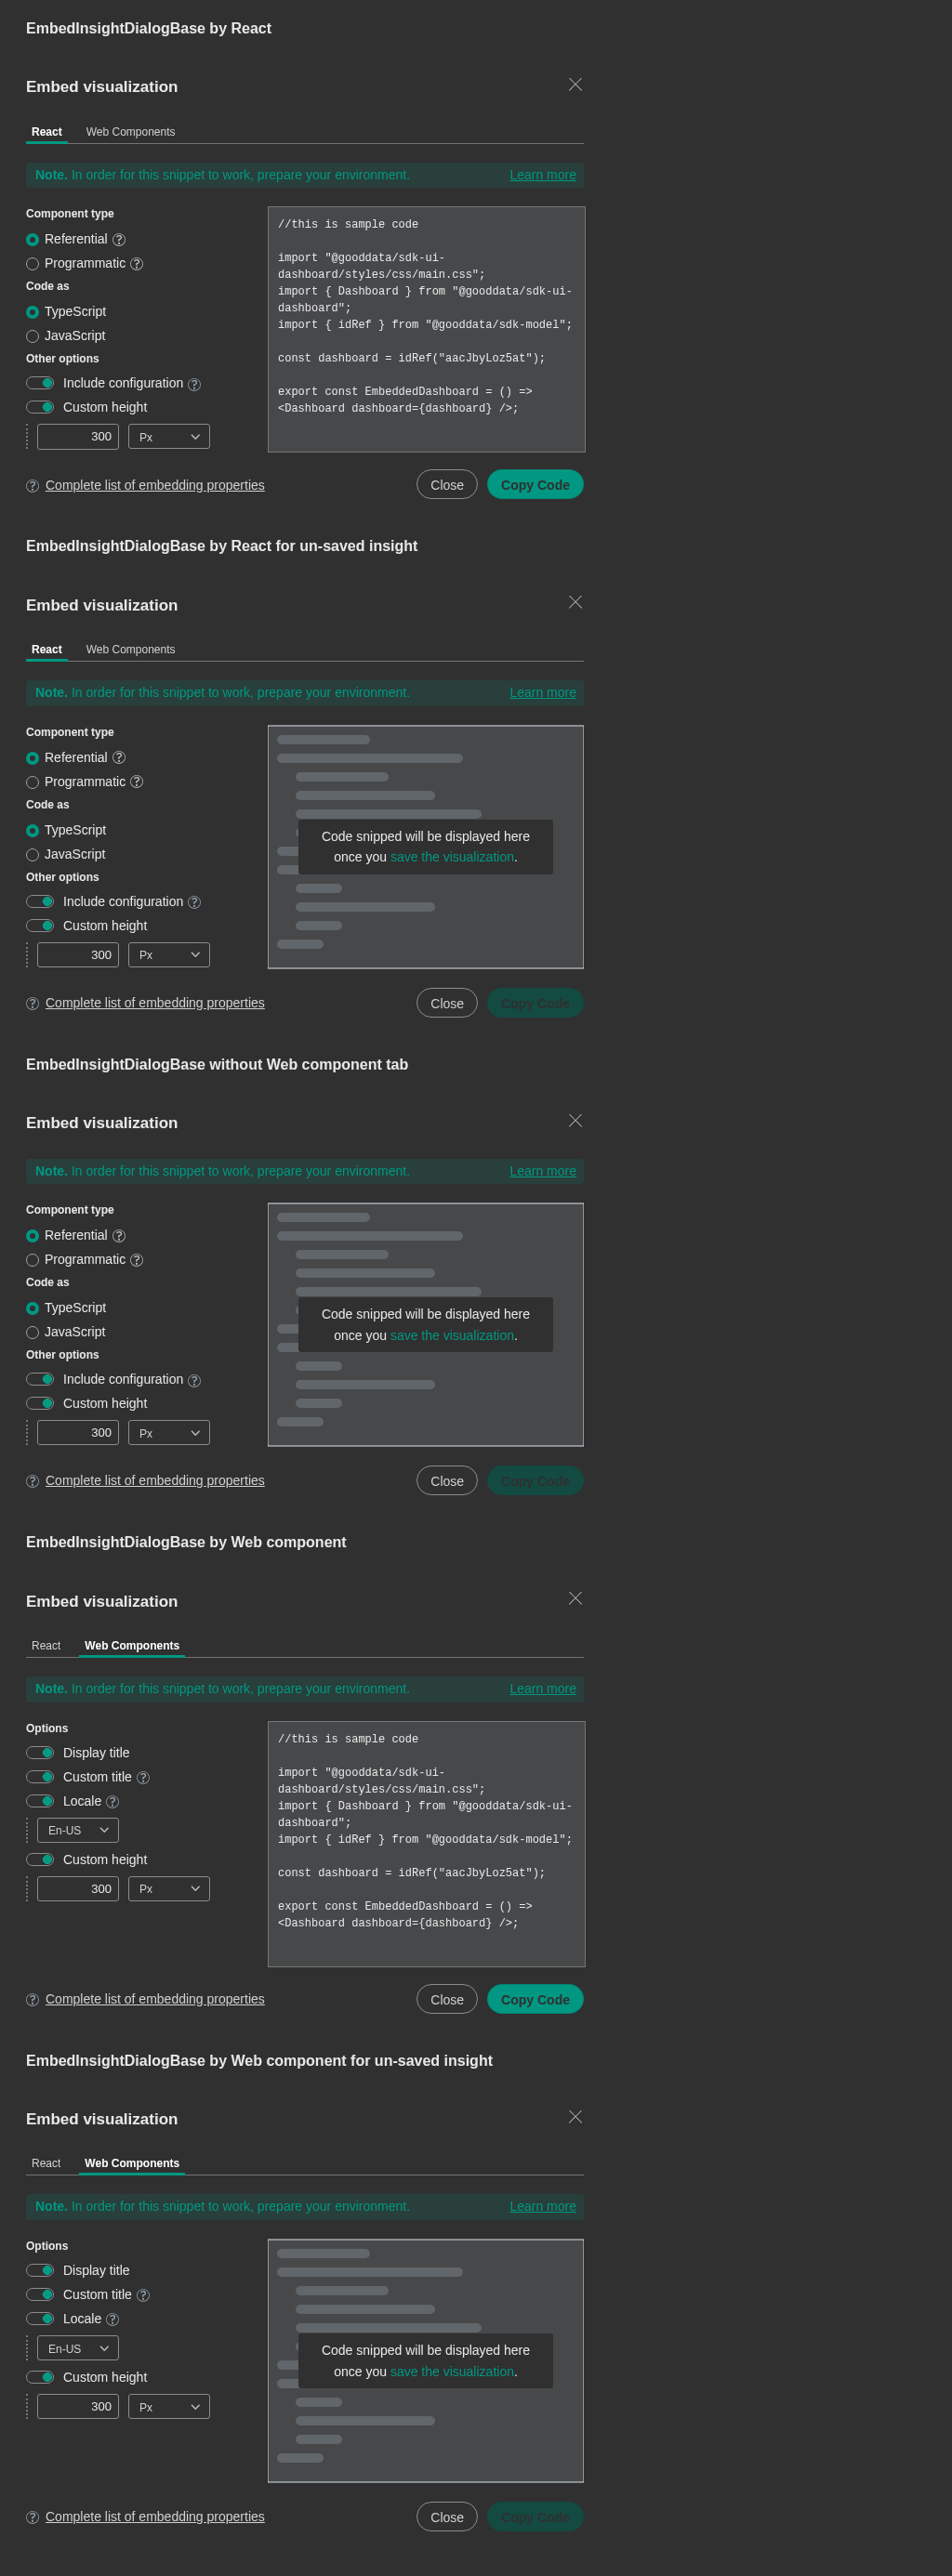 EmbedInsightDialogBase by React
Embed visualization
React Web Components
Note. In order for this snippet to work, prepare your environment. Learn more
Component type
Referential
Programmatic
Code as
TypeScript
JavaScript
Other options
Include configuration
Custom height
300 Px
//this is sample code
import "@gooddata/sdk-ui-
dashboard/styles/css/main.css";
import { Dashboard } from "@gooddata/sdk-ui-
dashboard";
import { idRef } from "@gooddata/sdk-model";
const dashboard = idRef("aacJbyLoz5at");
export const EmbeddedDashboard = () =>
<Dashboard dashboard={dashboard} />;
Complete list of embedding properties Close Copy Code
EmbedInsightDialogBase by React for un-saved insight
Embed visualization
React Web Components
Note. In order for this snippet to work, prepare your environment. Learn more
Component type
Referential
Programmatic
Code as
TypeScript
JavaScript
Other options
Include configuration
Custom height
300 Px
Code snipped will be displayed here
once you save the visualization.
Complete list of embedding properties Close Copy Code
EmbedInsightDialogBase without Web component tab
Embed visualization
Note. In order for this snippet to work, prepare your environment. Learn more
Component type
Referential
Programmatic
Code as
TypeScript
JavaScript
Other options
Include configuration
Custom height
300 Px
Code snipped will be displayed here
once you save the visualization.
Complete list of embedding properties Close Copy Code
EmbedInsightDialogBase by Web component
Embed visualization
React Web Components
Note. In order for this snippet to work, prepare your environment. Learn more
Options
Display title
Custom title
Locale
En-US
Custom height
300 Px
//this is sample code
import "@gooddata/sdk-ui-
dashboard/styles/css/main.css";
import { Dashboard } from "@gooddata/sdk-ui-
dashboard";
import { idRef } from "@gooddata/sdk-model";
const dashboard = idRef("aacJbyLoz5at");
export const EmbeddedDashboard = () =>
<Dashboard dashboard={dashboard} />;
Complete list of embedding properties Close Copy Code
EmbedInsightDialogBase by Web component for un-saved insight
Embed visualization
React Web Components
Note. In order for this snippet to work, prepare your environment. Learn more
Options
Display title
Custom title
Locale
En-US
Custom height
300 Px
Code snipped will be displayed here
once you save the visualization.
Complete list of embedding properties Close Copy Code